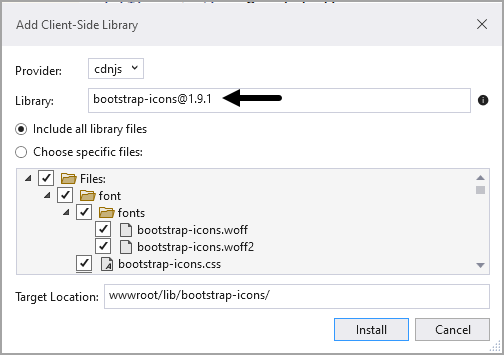 Add Client-Side Library
Provider: cdnjs
Library: bootstrap-icons@1.9.1
Include all library files
Choose specific files:
Files:
font
fonts
bootstrap-icons.woff
bootstrap-icons.woff2
bootstrap-icons.css
Target Location: wwwroot/lib/bootstrap-icons/
Install Cancel